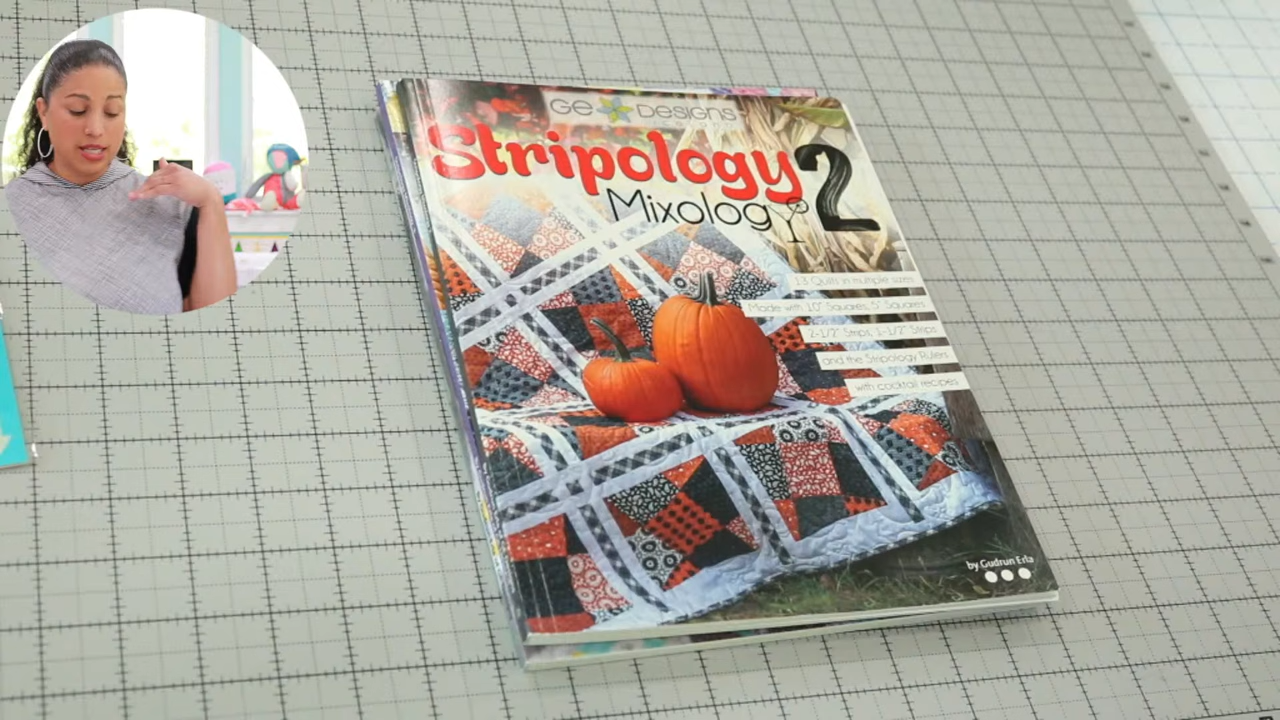 GE DESIGNS
Stripology
Mixology 2
13 Quilts in multiple sizes
Made with 10" Squares, 5" Squares
2-1/2" Strips, 1-1/2" Strips
and the Stripology Rulers
with cocktail recipes
by Gudrun Erla